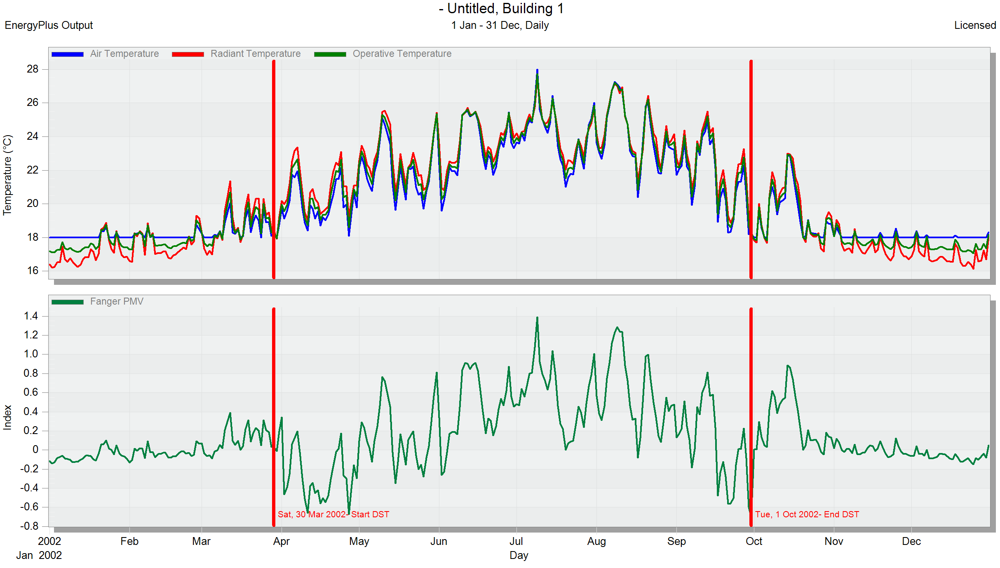 - Untitled, Building 1
EnergyPlus Output
1 Jan - 31 Dec, Daily
Licensed
Air Temperature
Radiant Temperature
Operative Temperature
28
26
24
22
20
18
16
Temperature (°C)
Fanger PMV
1.4
1.2
1.0
0.8
0.6
0.4
0.2
0
-0.2
-0.4
-0.6
-0.8
Index
Sat, 30 Mar 2002- Start DST
Tue, 1 Oct 2002- End DST
2002 Feb Mar Apr May Jun Jul Aug Sep Oct Nov Dec
Jan 2002
Day